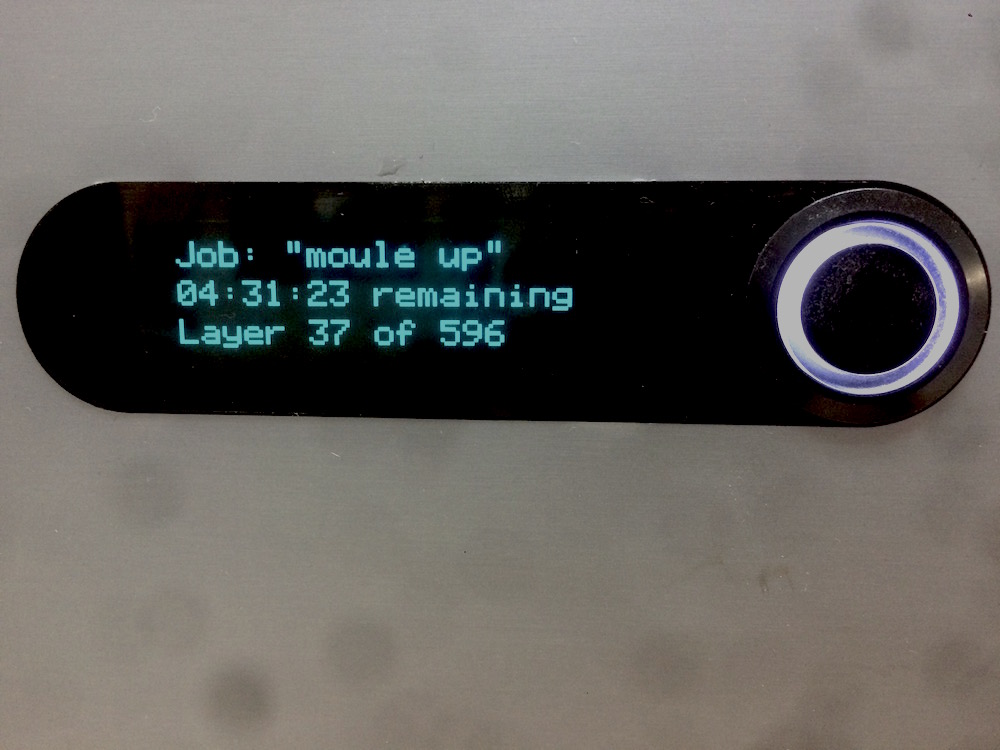 Job: "moule up"
04:31:23 remaining
Layer 37 of 596